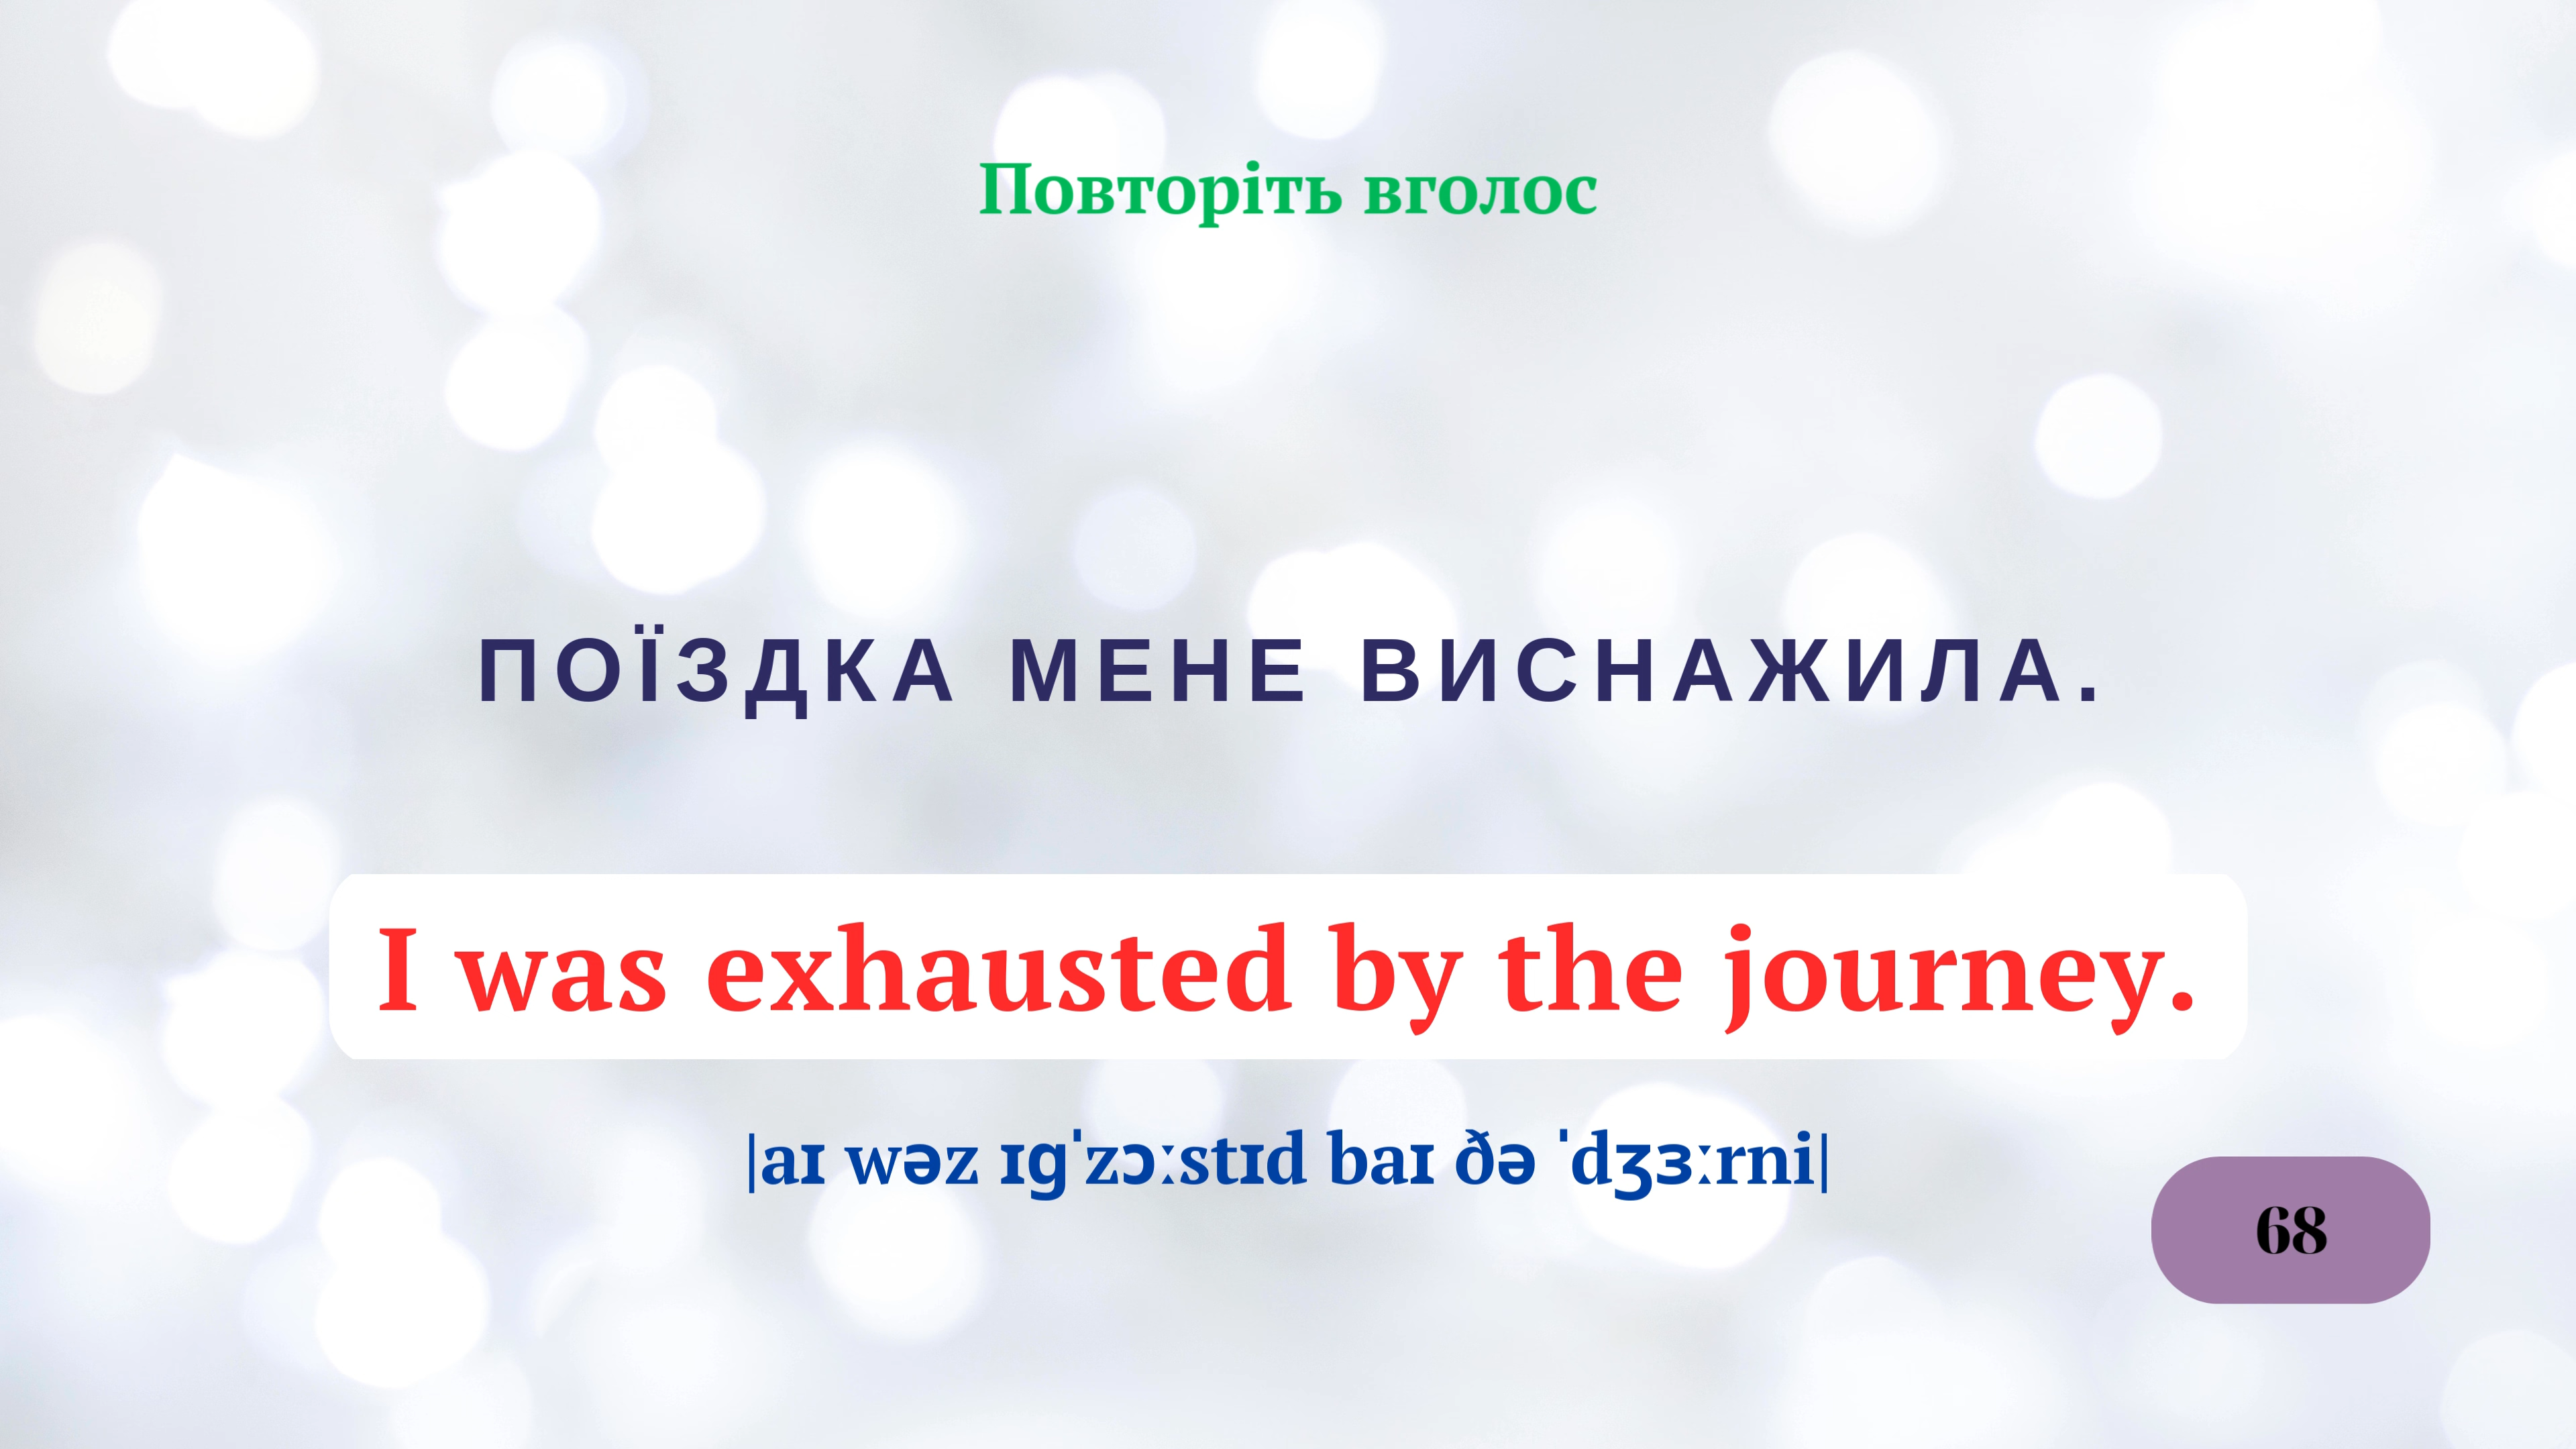 Повторіть вголос
ПОЇЗДКА МЕНЕ ВИСНАЖИЛА.
I was exhausted by the journey.
|aɪ wəz ɪɡˈzɔːstɪd baɪ ðə ˈdʒɜːrni|
68